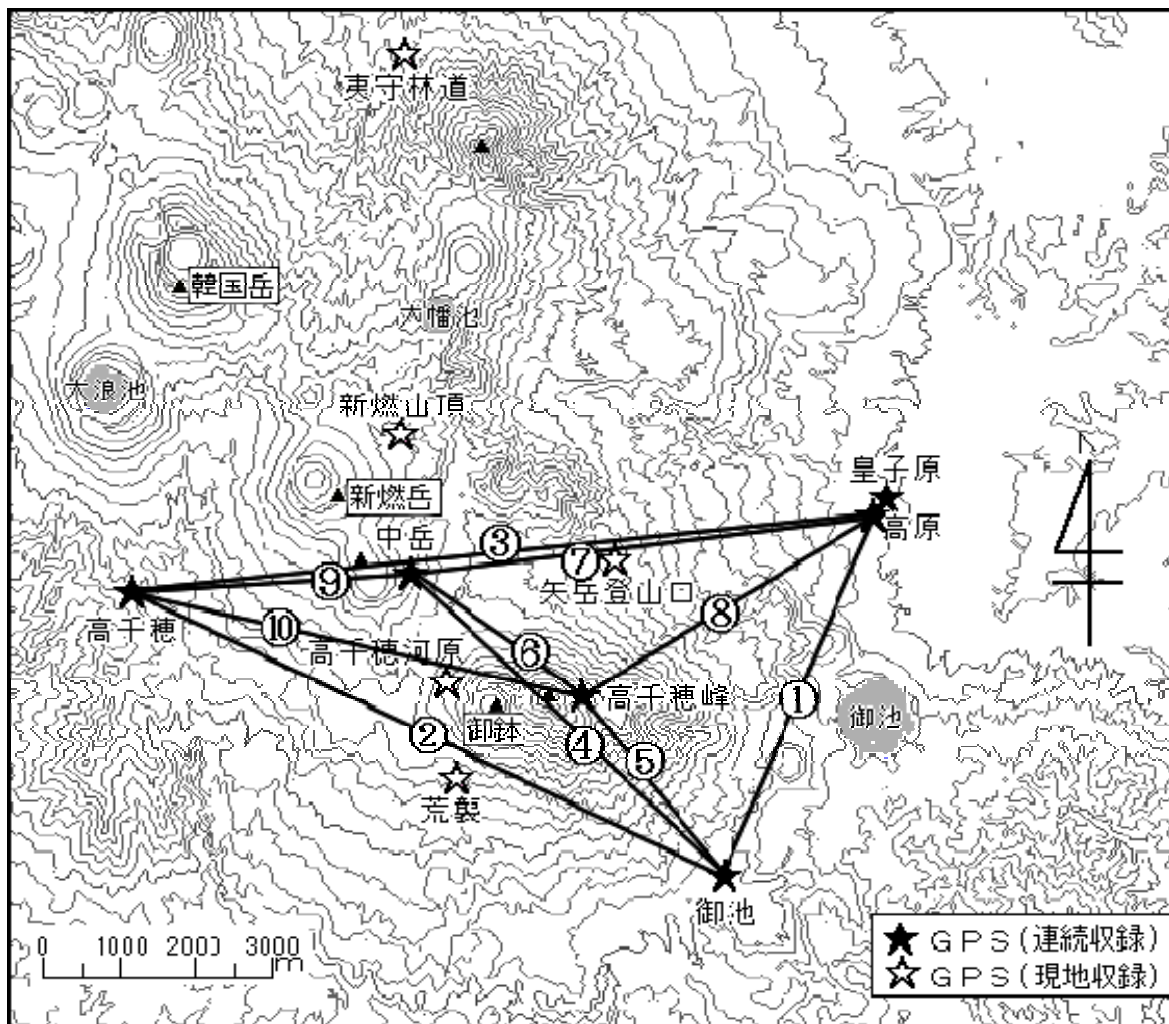 夷守林道
韓国岳
六幡池
大浪池
新燃山頂
新燃岳
皇子原
高原
中岳
③
⑦
⑨
矢岳登山口
高千穂
⑩
⑧
高千穂河原
⑥
高千穂峰
①
御池
御鉢
②
④
⑤
荒襲
御池
0 1000 2000 3000
m
★ GPS(連続収録)
☆ GPS(現地収録)